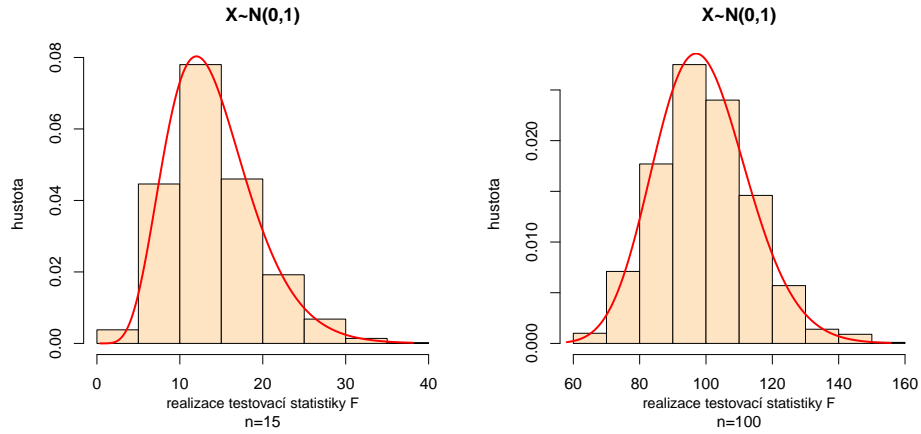 X~N(0,1)
hustota
0.00
0.02
0.04
0.06
0.08
0
10
20
30
40
realizace testovací statistiky F
n=15
X~N(0,1)
hustota
0.000
0.010
0.020
60
80
100
120
140
160
realizace testovací statistiky F
n=100